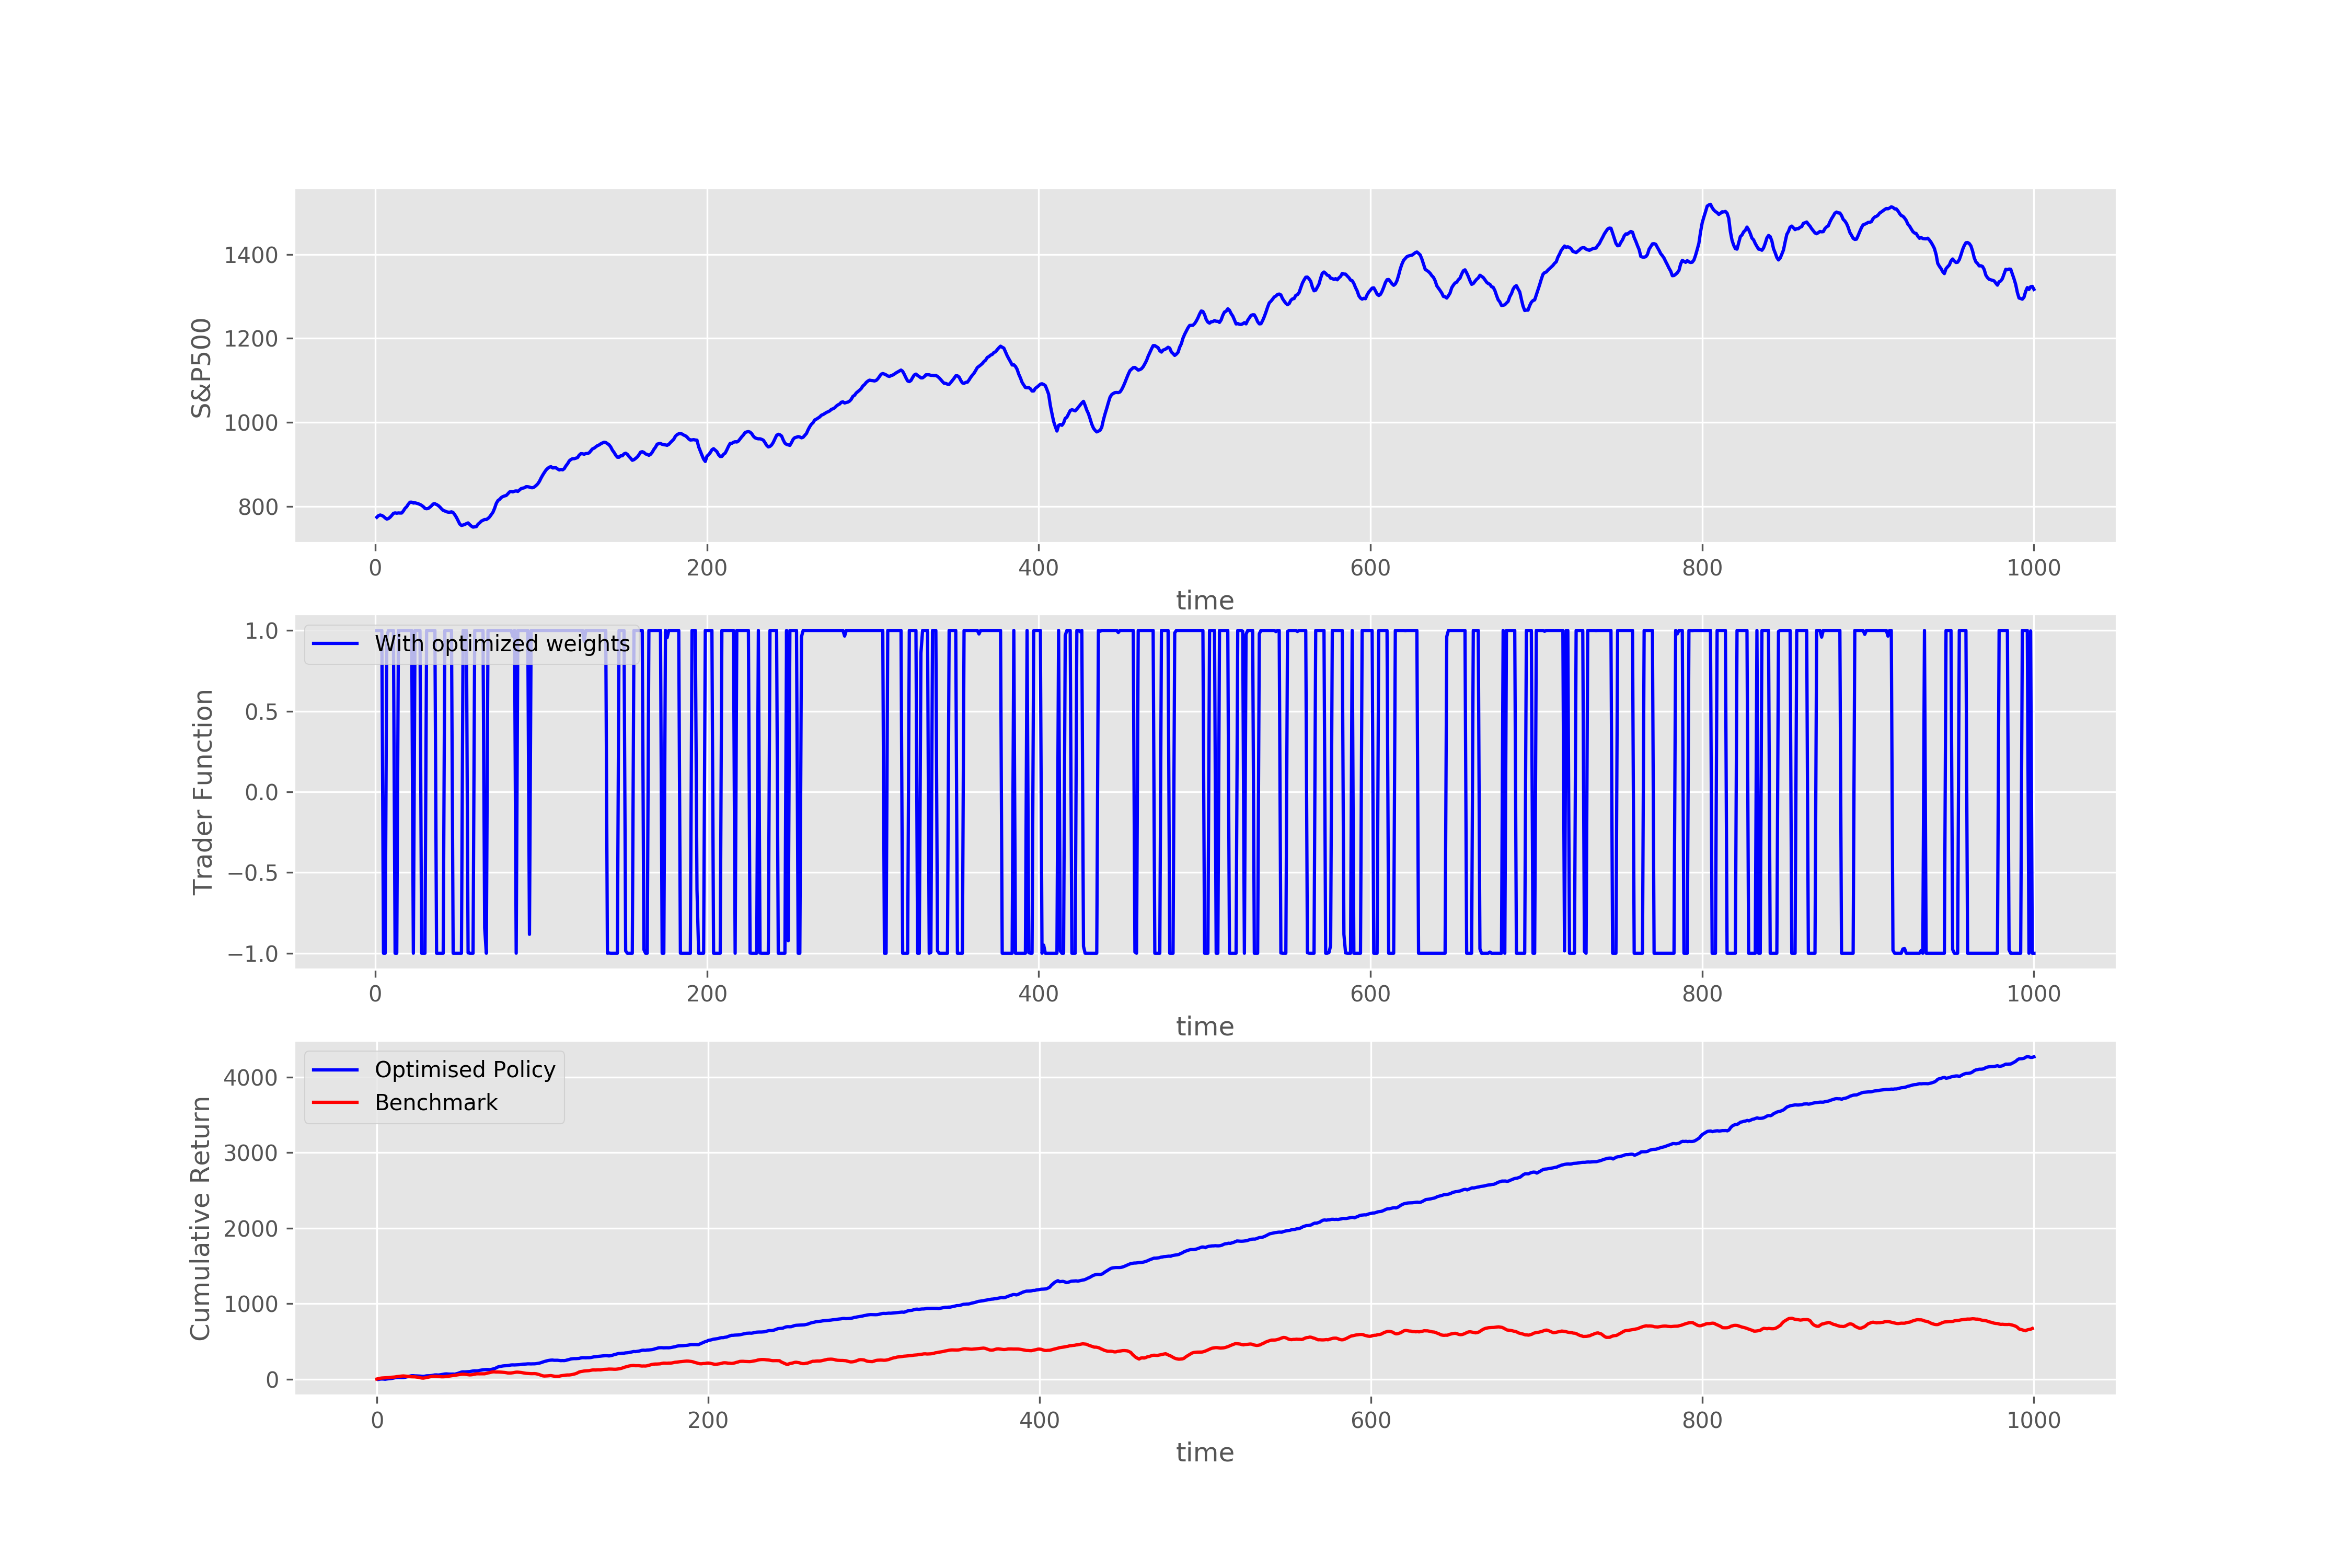 S&P500
1400
1200
1000
800
0 200 400 600 800 1000
time
Trader Function
With optimized weights
1.0
0.5
0.0
−0.5
−1.0
0 200 400 600 800 1000
time
Cumulative Return
Optimised Policy
Benchmark
4000
3000
2000
1000
0
0 200 400 600 800 1000
time